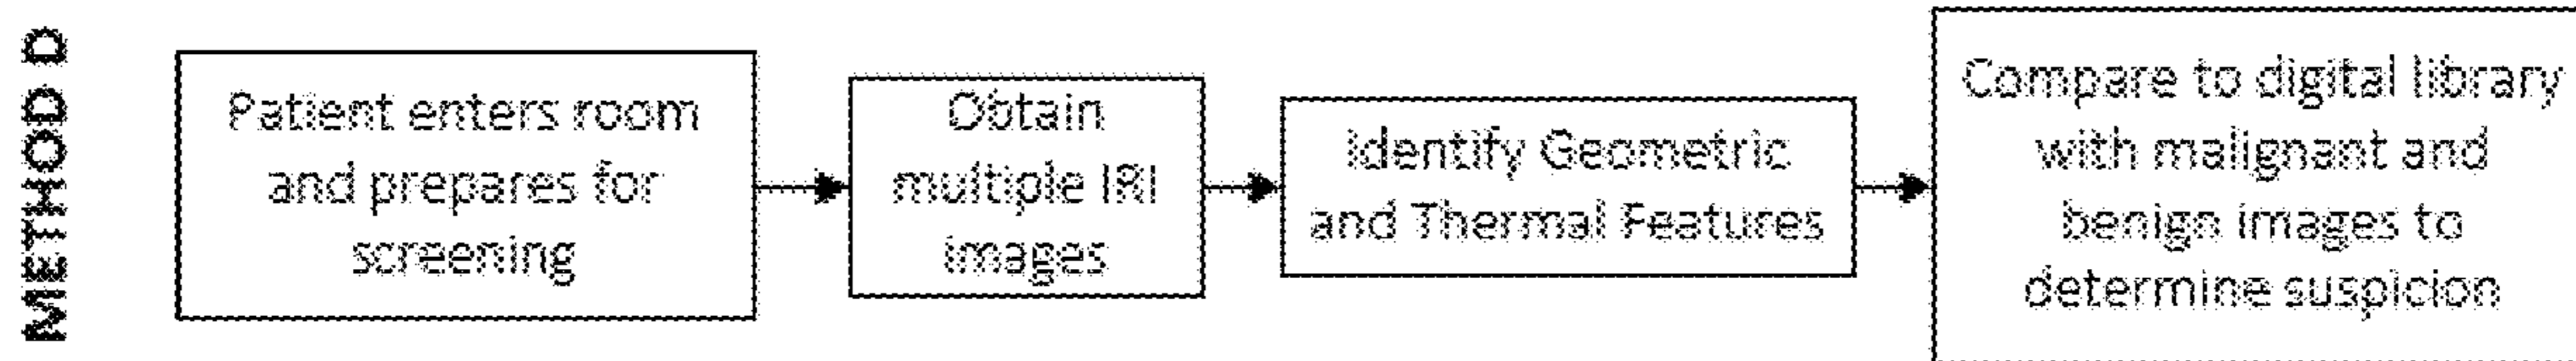 METHOD D
Patient enters room
and prepares for
screening
Obtain
multiple IRI
images
Identify Geometric
and Thermal Features
Compare to digital library
with malignant and
benign images to
determine suspicion